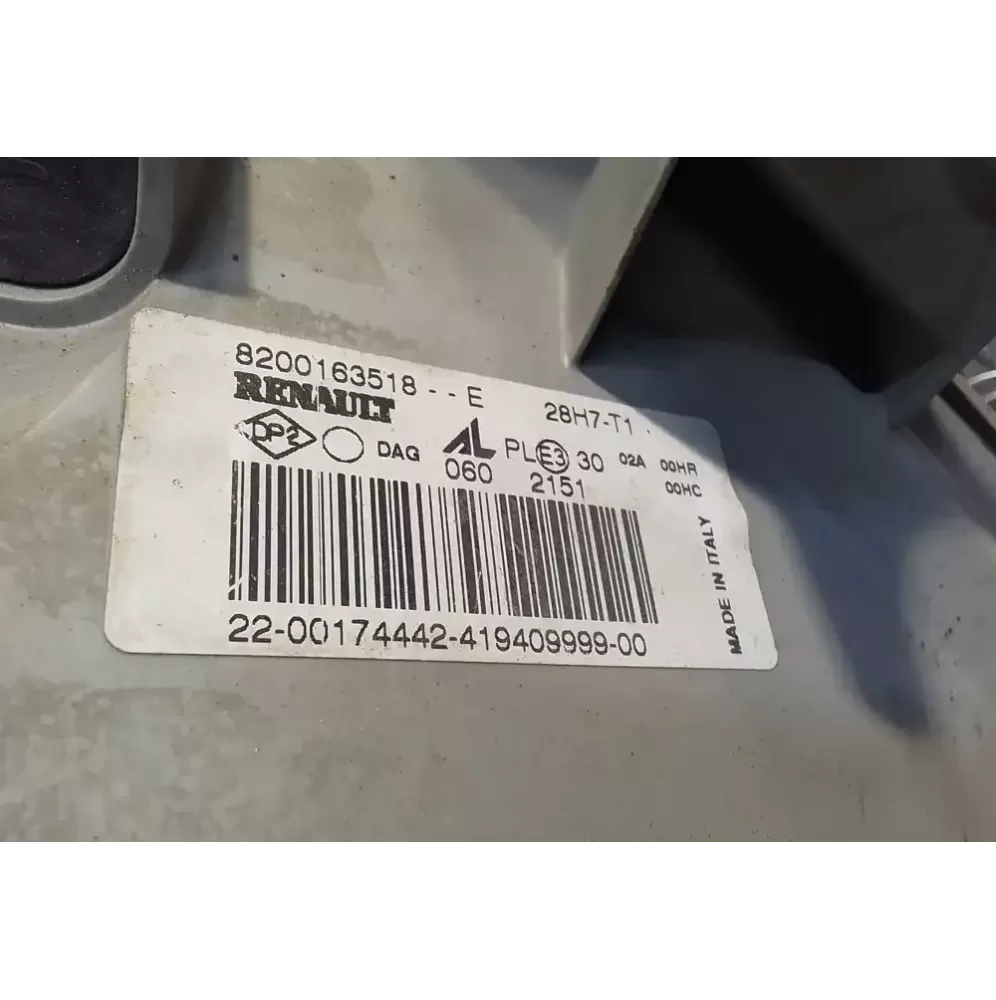 8200163518--E
RENAULT
28H7-T1
DP2 DAG AL PL E3 30 02A 00HR
060 2151 00HC
MADE IN ITALY
22-00174442-419409999-00